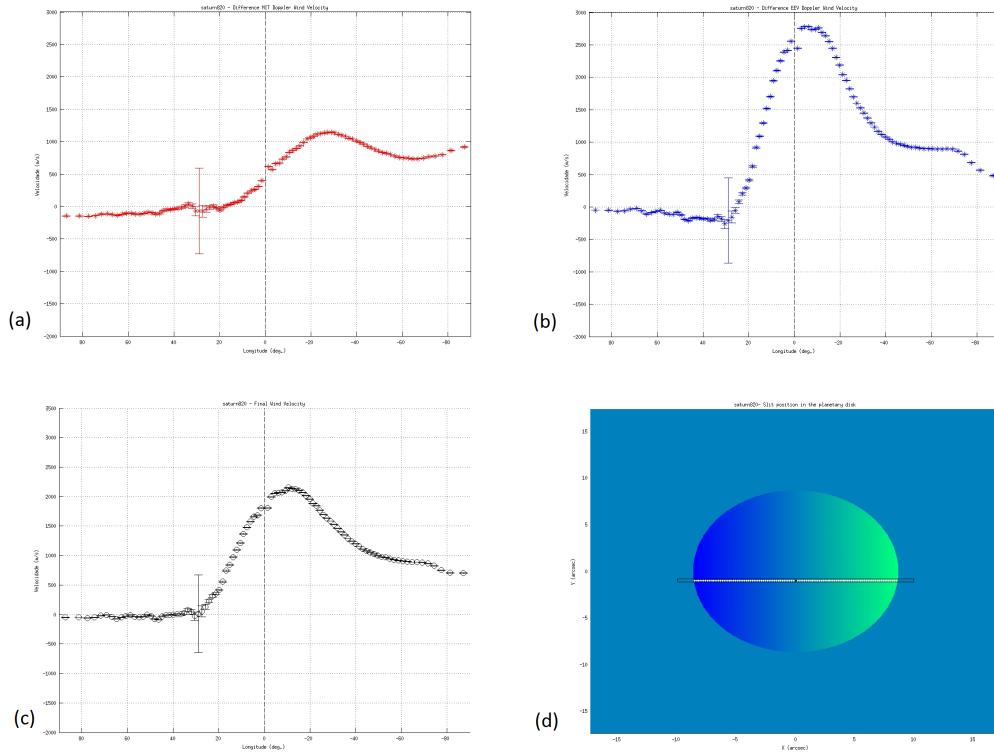 saturn820 - Difference MIT Doppler Wind Velocity
3000
2500
2000
1500
1000
500
0
-500
-1000
-1500
-2000
Velocidade (m/s)
80 60 40 20 0 -20 -40 -60 -80
Longitude (deg.)
(a)
saturn820 - Difference EEV Doppler Wind Velocity
3000
2500
2000
1500
1000
500
0
-500
-1000
-1500
-2000
Velocidade (m/s)
80 60 40 20 0 -20 -40 -60 -80
Longitude (deg.)
(b)
saturn820 - Final Wind Velocity
3500
3000
2500
2000
1500
1000
500
0
-500
-1000
-1500
-2000
Velocidade (m/s)
80 60 40 20 0 -20 -40 -60 -80
Longitude (deg.)
(c)
saturn820- Slit position in the planetary disk
15
10
5
0
-5
-10
-15
Y (arcsec)
-15 -10 -5 0 5 10 15
X (arcsec)
(d)